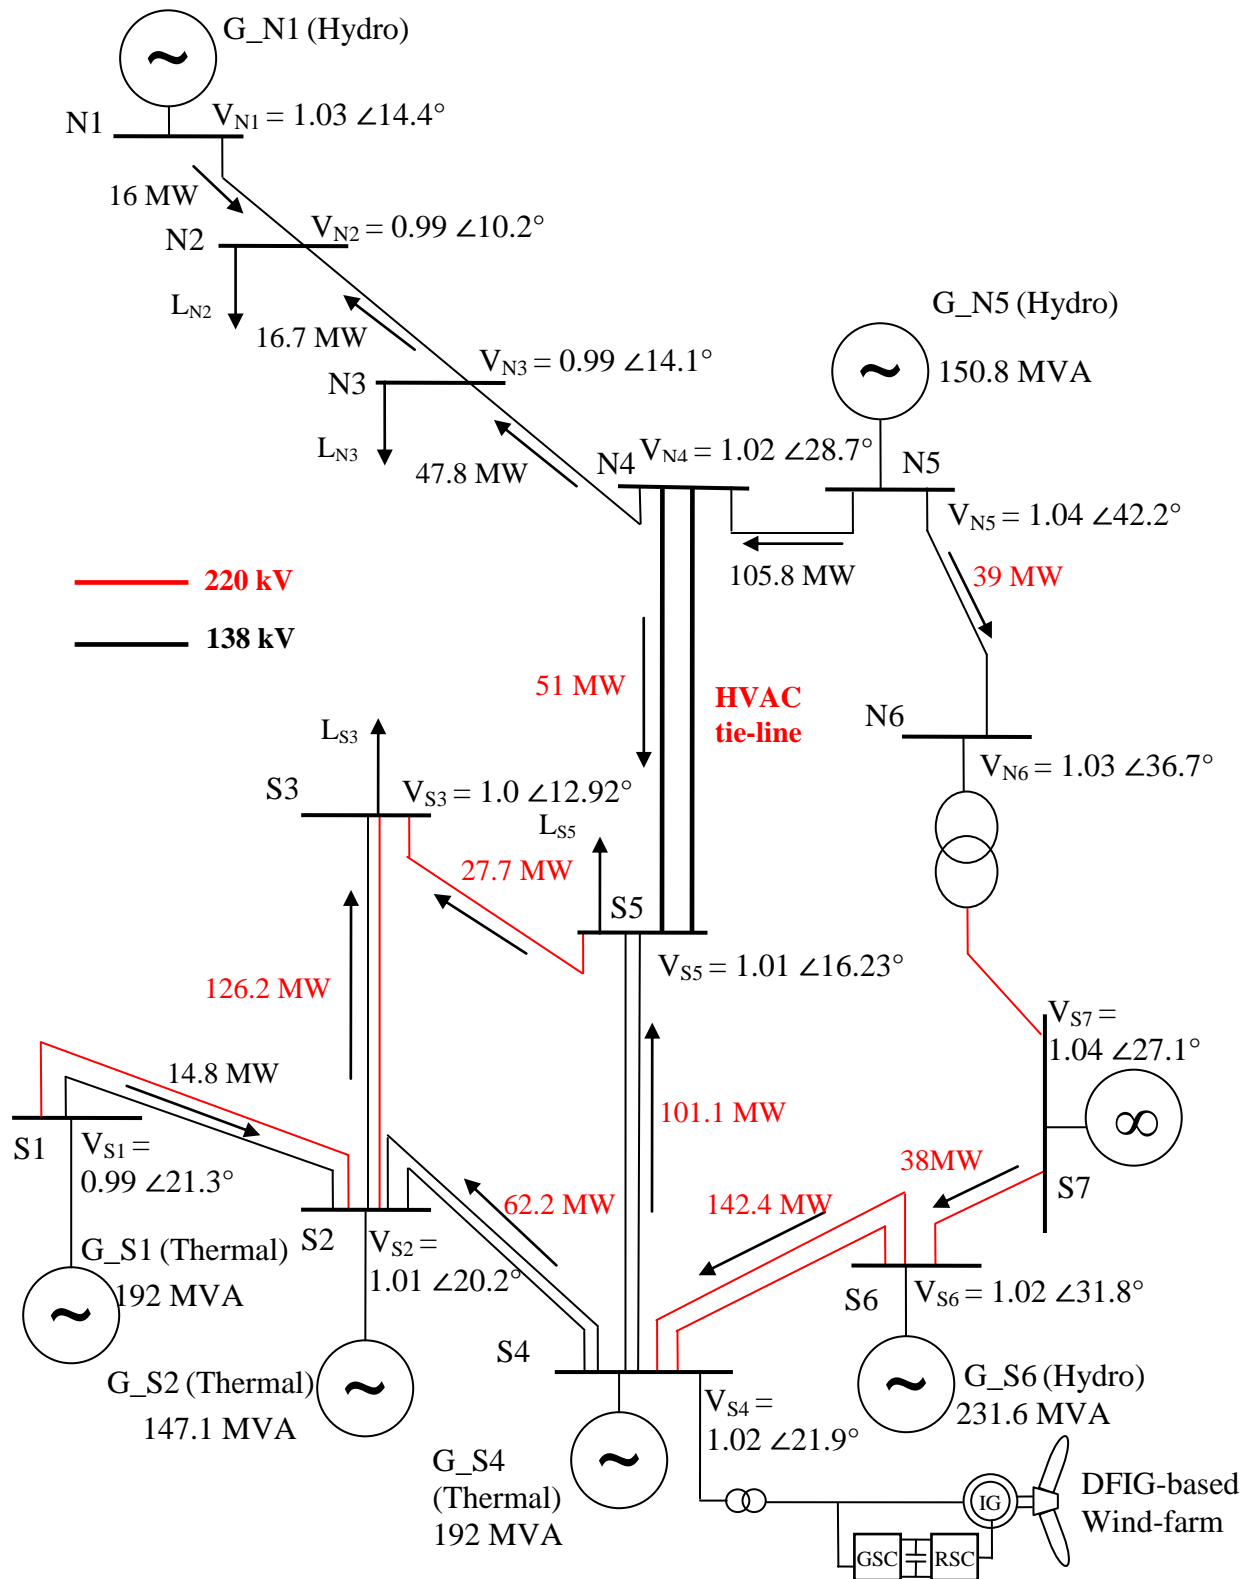 G_N1 (Hydro)
~
V_N1 = 1.03 ∠14.4°
N1
16 MW
V_N2 = 0.99 ∠10.2°
N2
L_N2
16.7 MW
G_N5 (Hydro)
~
150.8 MVA
V_N3 = 0.99 ∠14.1°
N3
L_N3
47.8 MW
V_N4 = 1.02 ∠28.7°
N4
N5
V_N5 = 1.04 ∠42.2°
105.8 MW
39 MW
220 kV
138 kV
51 MW
HVAC
tie-line
N6
V_N6 = 1.03 ∠36.7°
L_S3
S3
V_S3 = 1.0 ∠12.92°
L_S5
27.7 MW
S5
V_S5 = 1.01 ∠16.23°
126.2 MW
V_S7 =
1.04 ∠27.1°
∞
S7
14.8 MW
S1
V_S1 =
0.99 ∠21.3°
101.1 MW
38MW
62.2 MW
142.4 MW
G_S1 (Thermal)
192 MVA
~
S2
V_S2 =
1.01 ∠20.2°
S6
V_S6 = 1.02 ∠31.8°
S4
G_S2 (Thermal)
147.1 MVA
~
V_S4 =
1.02 ∠21.9°
~
G_S6 (Hydro)
231.6 MVA
G_S4
(Thermal)
192 MVA
~
IG
DFIG-based
Wind-farm
GSC
RSC